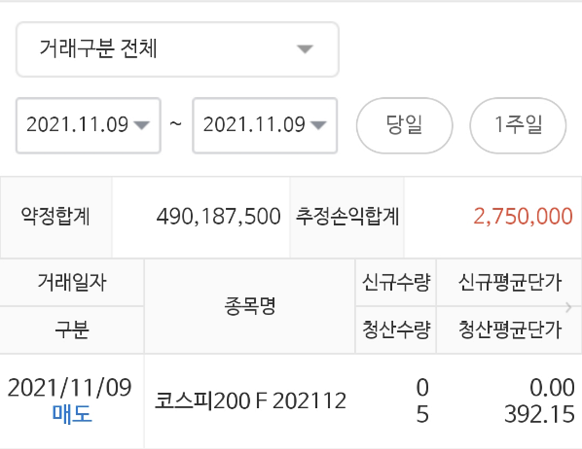 거래구분 전체
2021.11.09 ~ 2021.11.09 당일 1주일
약정합계 490,187,500 추정손익합계 2,750,000
거래일자 종목명 신규수량 신규평균단가
구분 청산수량 청산평균단가
2021/11/09 코스피200 F 202112 0 0.00
매도 5 392.15